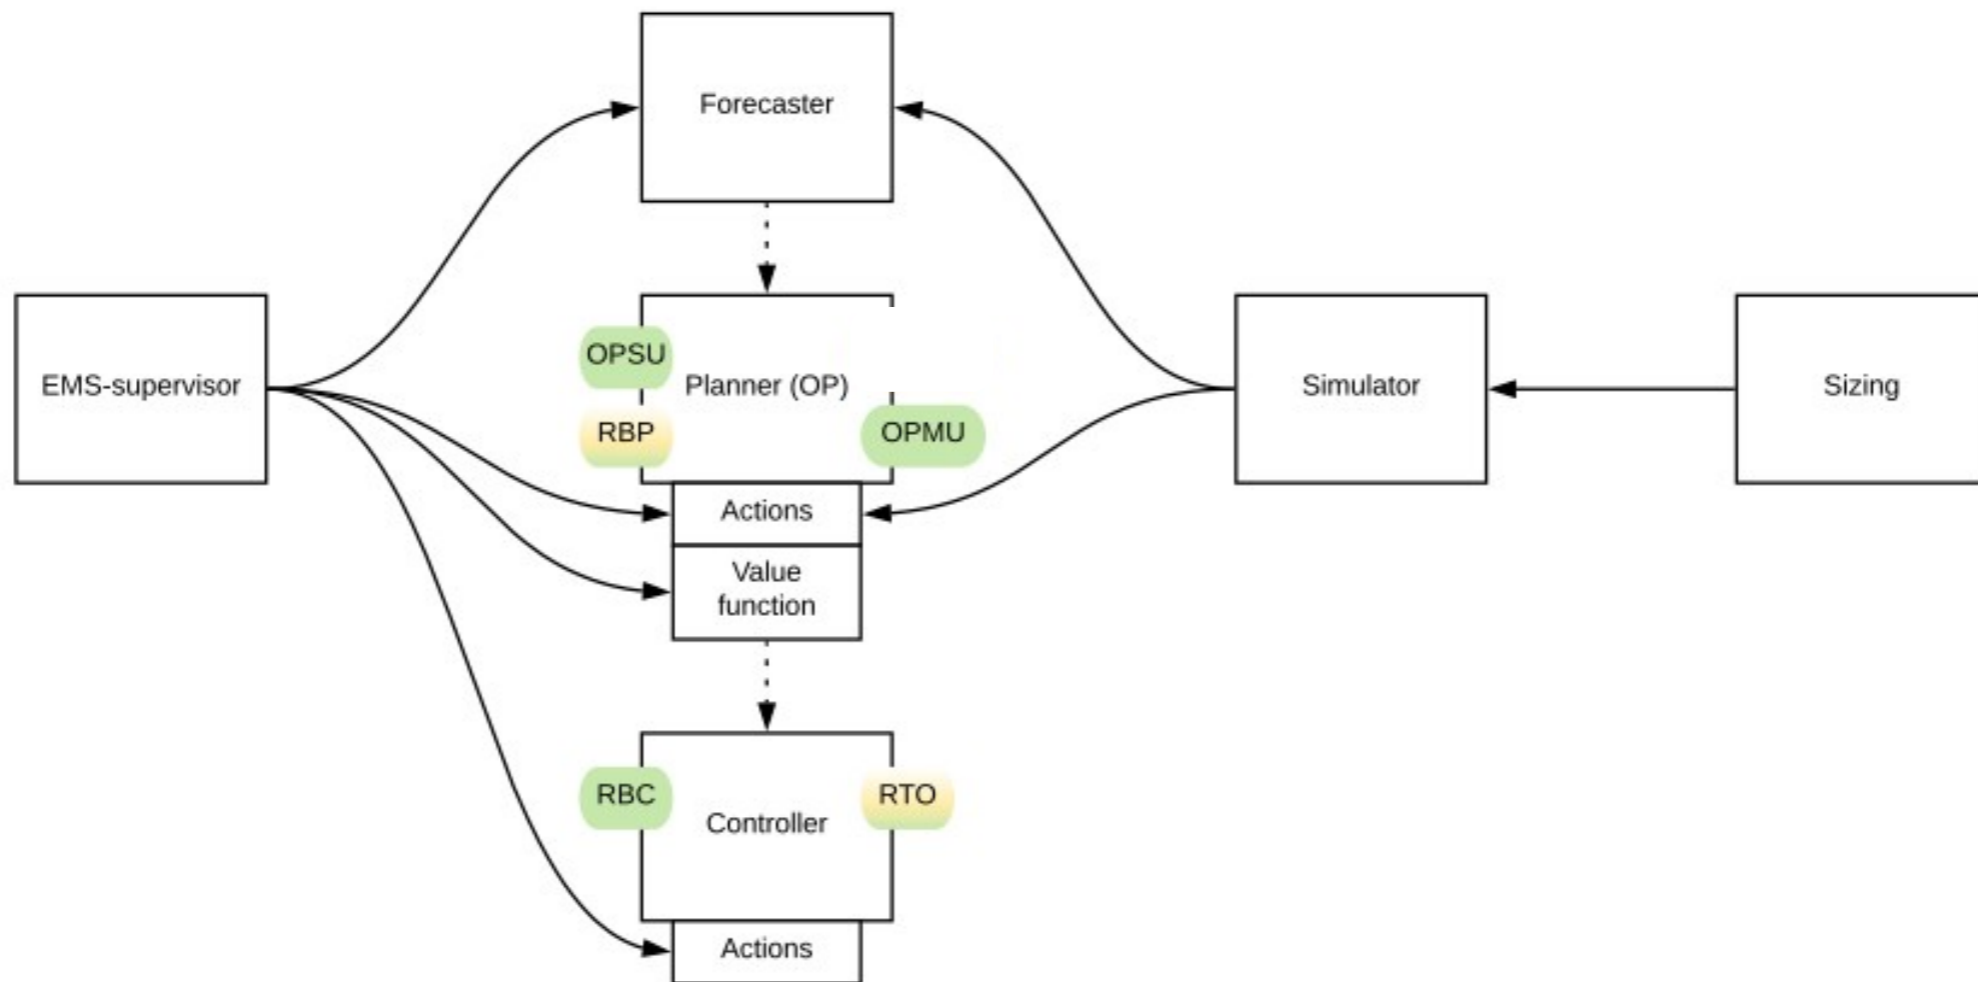 Forecaster
EMS-supervisor
OPSU
Planner (OP)
RBP
OPMU
Simulator
Sizing
Actions
Value
function
RBC
RTO
Controller
Actions